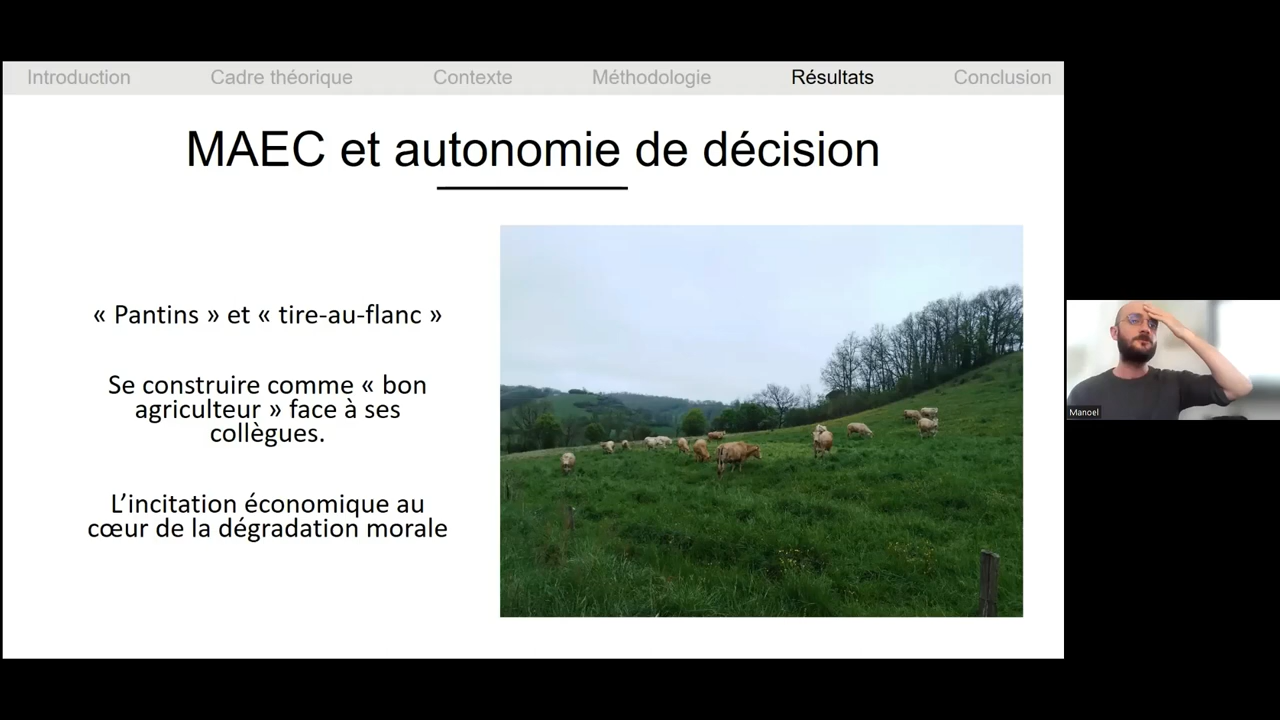 Introduction Cadre théorique Contexte Méthodologie Résultats Conclusion
MAEC et autonomie de décision
« Pantins » et « tire-au-flanc »
Se construire comme « bon
agriculteur » face à ses
collègues.
L’incitation économique au
cœur de la dégradation morale
Manoel